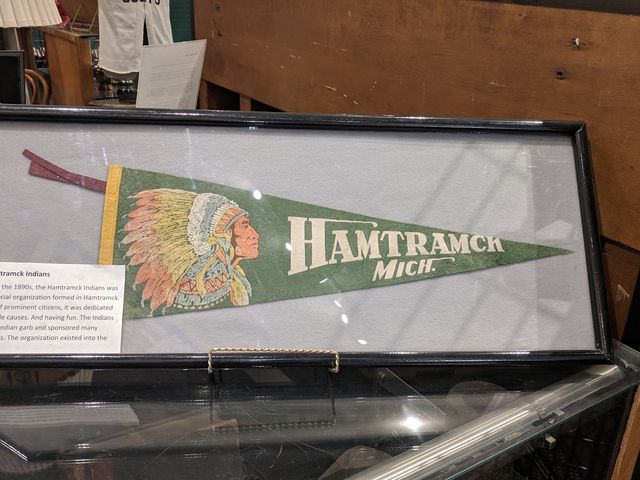 HAMTRAMCK
MICH.
tramck Indians
the 1890s, the Hamtramck Indians was
cial organization formed in Hamtramck.
f prominent citizens, it was dedicated
le causes. And having fun. The Indians
ndian garb and sponsored many
s. The organization existed into the